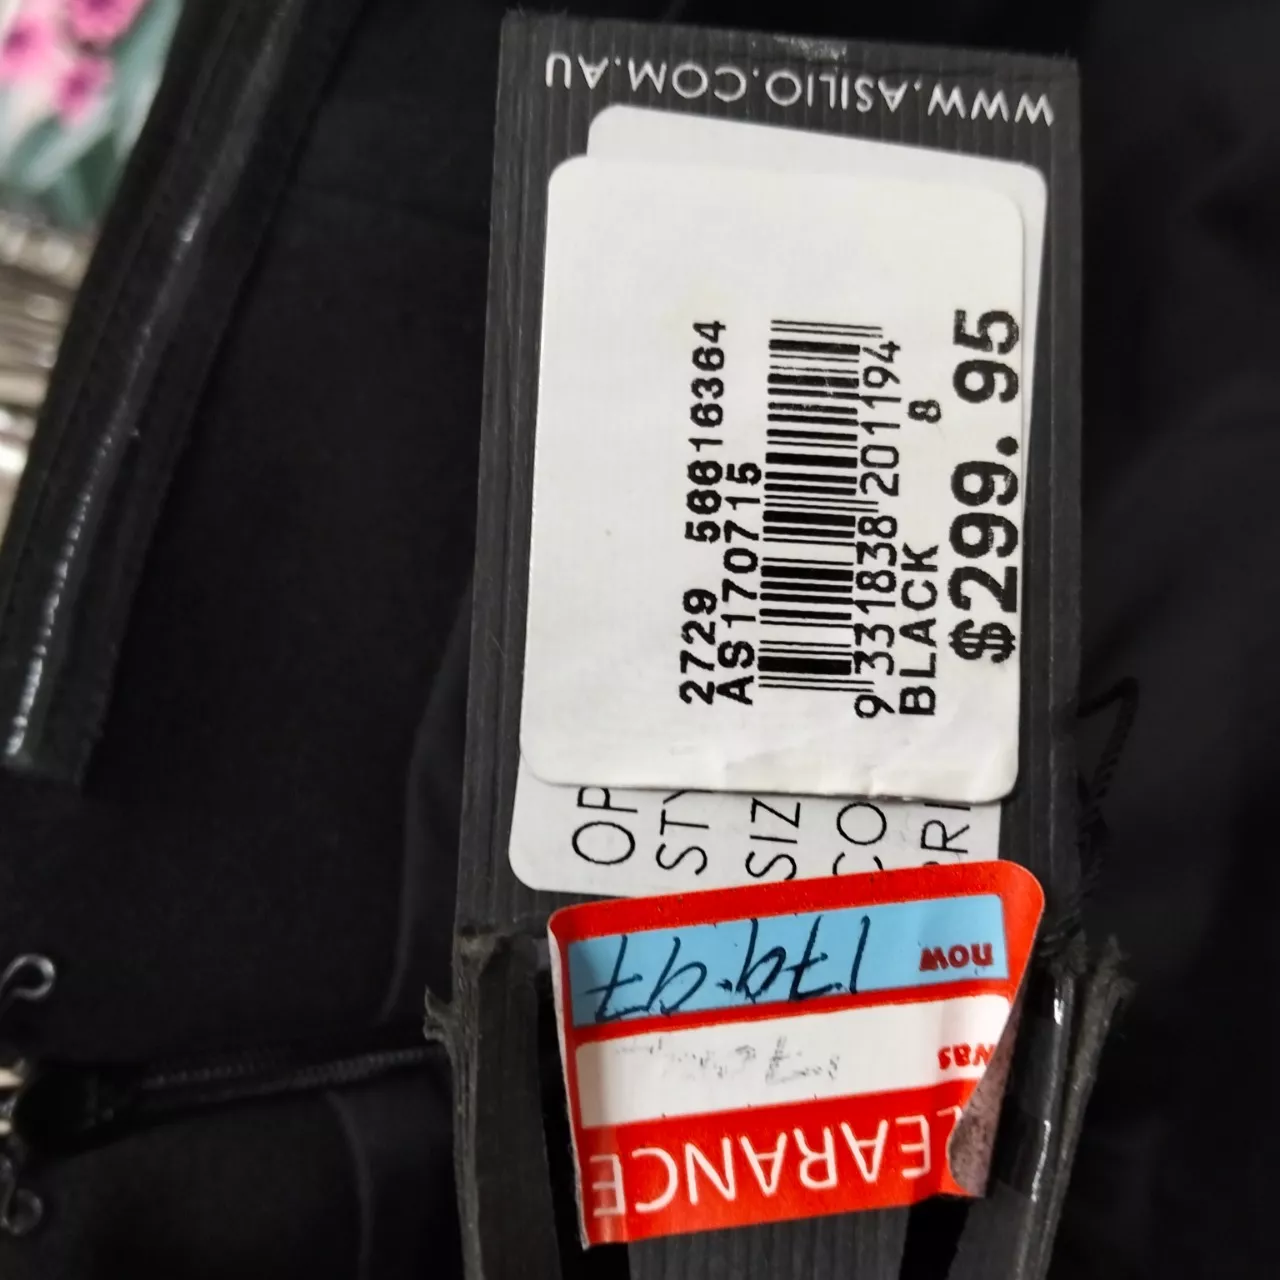 WWW.ASILIO.COM.AU
2729 56816364
AS170715
9 331838 201194
BLACK 8
$299.95
OP
STY
SIZ
CO
PRI
now 179.97
was
LEARANCE